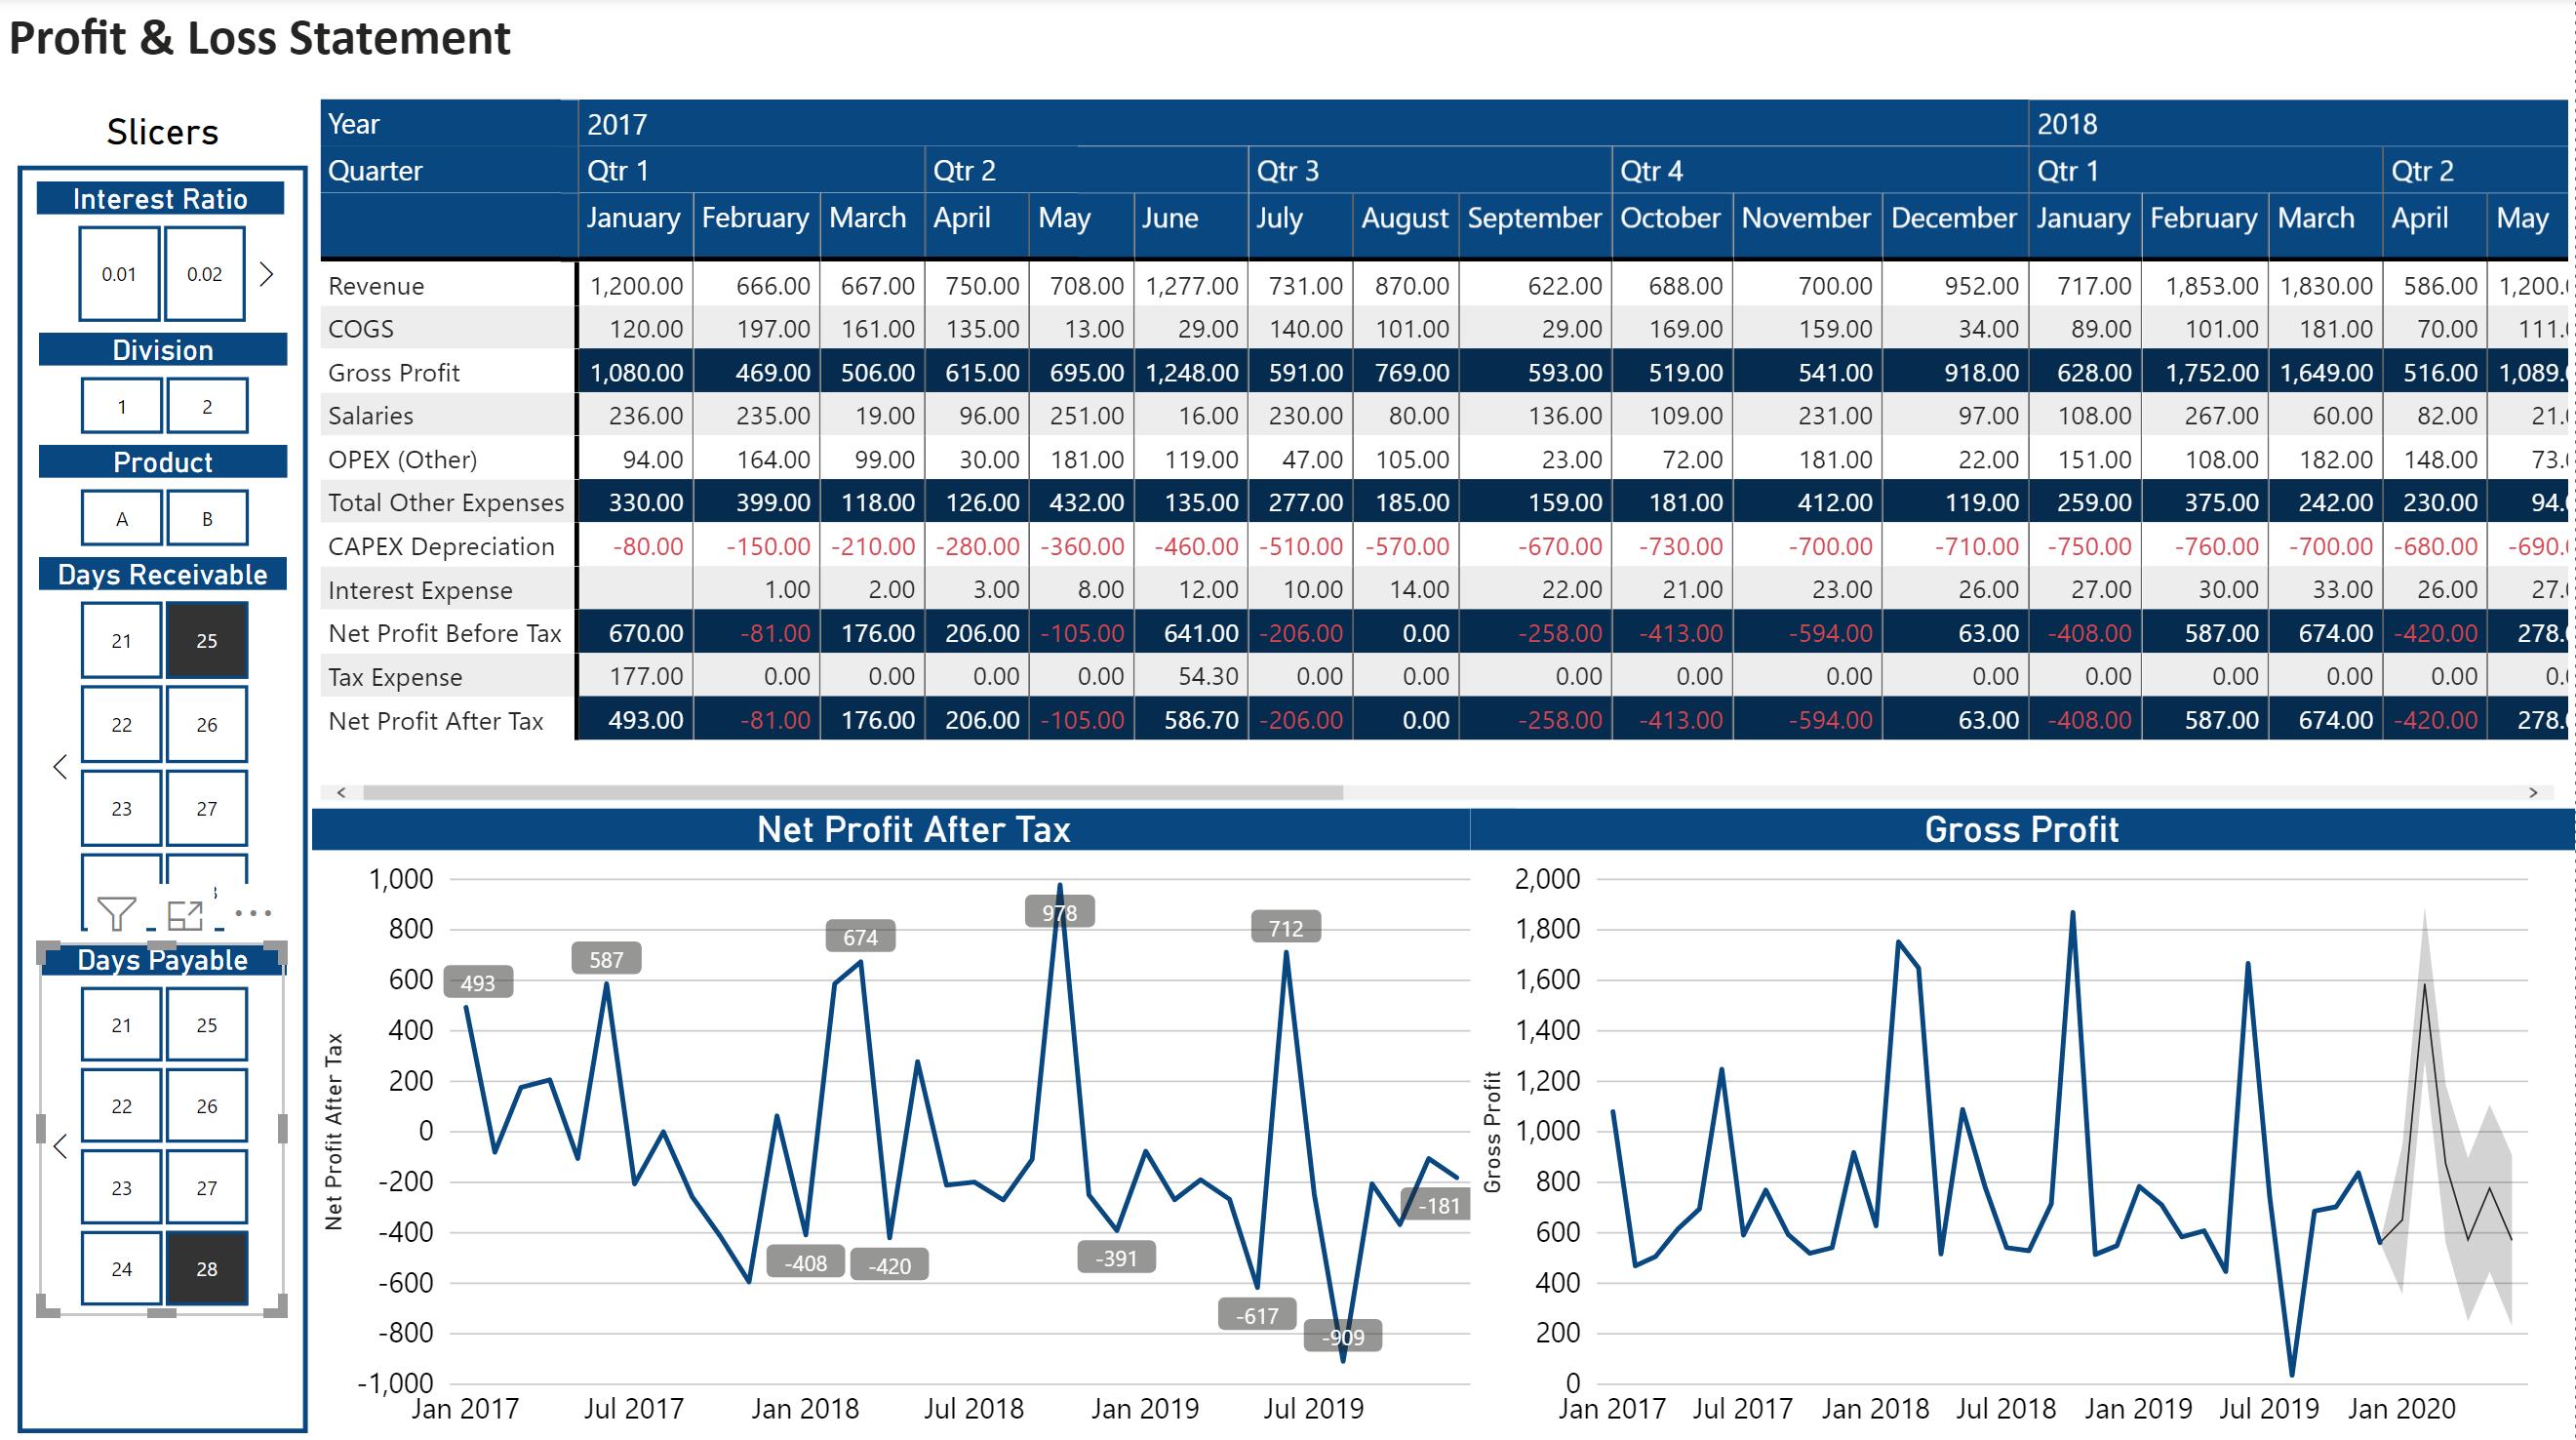 Profit & Loss Statement
Slicers
Interest Ratio
0.01 0.02
Division
1 2
Product
A B
Days Receivable
21 25
22 26
23 27
Days Payable
21 25
22 26
23 27
24 28
Year 2017 2018
Quarter Qtr 1 Qtr 2 Qtr 3 Qtr 4 Qtr 1 Qtr 2
January February March April May June July August September October November December January February March April May
Revenue 1,200.00 666.00 667.00 750.00 708.00 1,277.00 731.00 870.00 622.00 688.00 700.00 952.00 717.00 1,853.00 1,830.00 586.00 1,200.
COGS 120.00 197.00 161.00 135.00 13.00 29.00 140.00 101.00 29.00 169.00 159.00 34.00 89.00 101.00 181.00 70.00 111.
Gross Profit 1,080.00 469.00 506.00 615.00 695.00 1,248.00 591.00 769.00 593.00 519.00 541.00 918.00 628.00 1,752.00 1,649.00 516.00 1,089.
Salaries 236.00 235.00 19.00 96.00 251.00 16.00 230.00 80.00 136.00 109.00 231.00 97.00 108.00 267.00 60.00 82.00 21.
OPEX (Other) 94.00 164.00 99.00 30.00 181.00 119.00 47.00 105.00 23.00 72.00 181.00 22.00 151.00 108.00 182.00 148.00 73.
Total Other Expenses 330.00 399.00 118.00 126.00 432.00 135.00 277.00 185.00 159.00 181.00 412.00 119.00 259.00 375.00 242.00 230.00 94.
CAPEX Depreciation -80.00 -150.00 -210.00 -280.00 -360.00 -460.00 -510.00 -570.00 -670.00 -730.00 -700.00 -710.00 -750.00 -760.00 -700.00 -680.00 -690.
Interest Expense 1.00 2.00 3.00 8.00 12.00 10.00 14.00 22.00 21.00 23.00 26.00 27.00 30.00 33.00 26.00 27.
Net Profit Before Tax 670.00 -81.00 176.00 206.00 -105.00 641.00 -206.00 0.00 -258.00 -413.00 -594.00 63.00 -408.00 587.00 674.00 -420.00 278.
Tax Expense 177.00 0.00 0.00 0.00 0.00 54.30 0.00 0.00 0.00 0.00 0.00 0.00 0.00 0.00 0.00 0.00 0.
Net Profit After Tax 493.00 -81.00 176.00 206.00 -105.00 586.70 -206.00 0.00 -258.00 -413.00 -594.00 63.00 -408.00 587.00 674.00 -420.00 278.
Net Profit After Tax
Net Profit After Tax
1,000
800
600
400
200
0
-200
-400
-600
-800
-1,000
493
587
674
978
712
-408
-420
-391
-617
-909
-181
Jan 2017 Jul 2017 Jan 2018 Jul 2018 Jan 2019 Jul 2019
Gross Profit
Gross Profit
2,000
1,800
1,600
1,400
1,200
1,000
800
600
400
200
0
Jan 2017 Jul 2017 Jan 2018 Jul 2018 Jan 2019 Jul 2019 Jan 2020